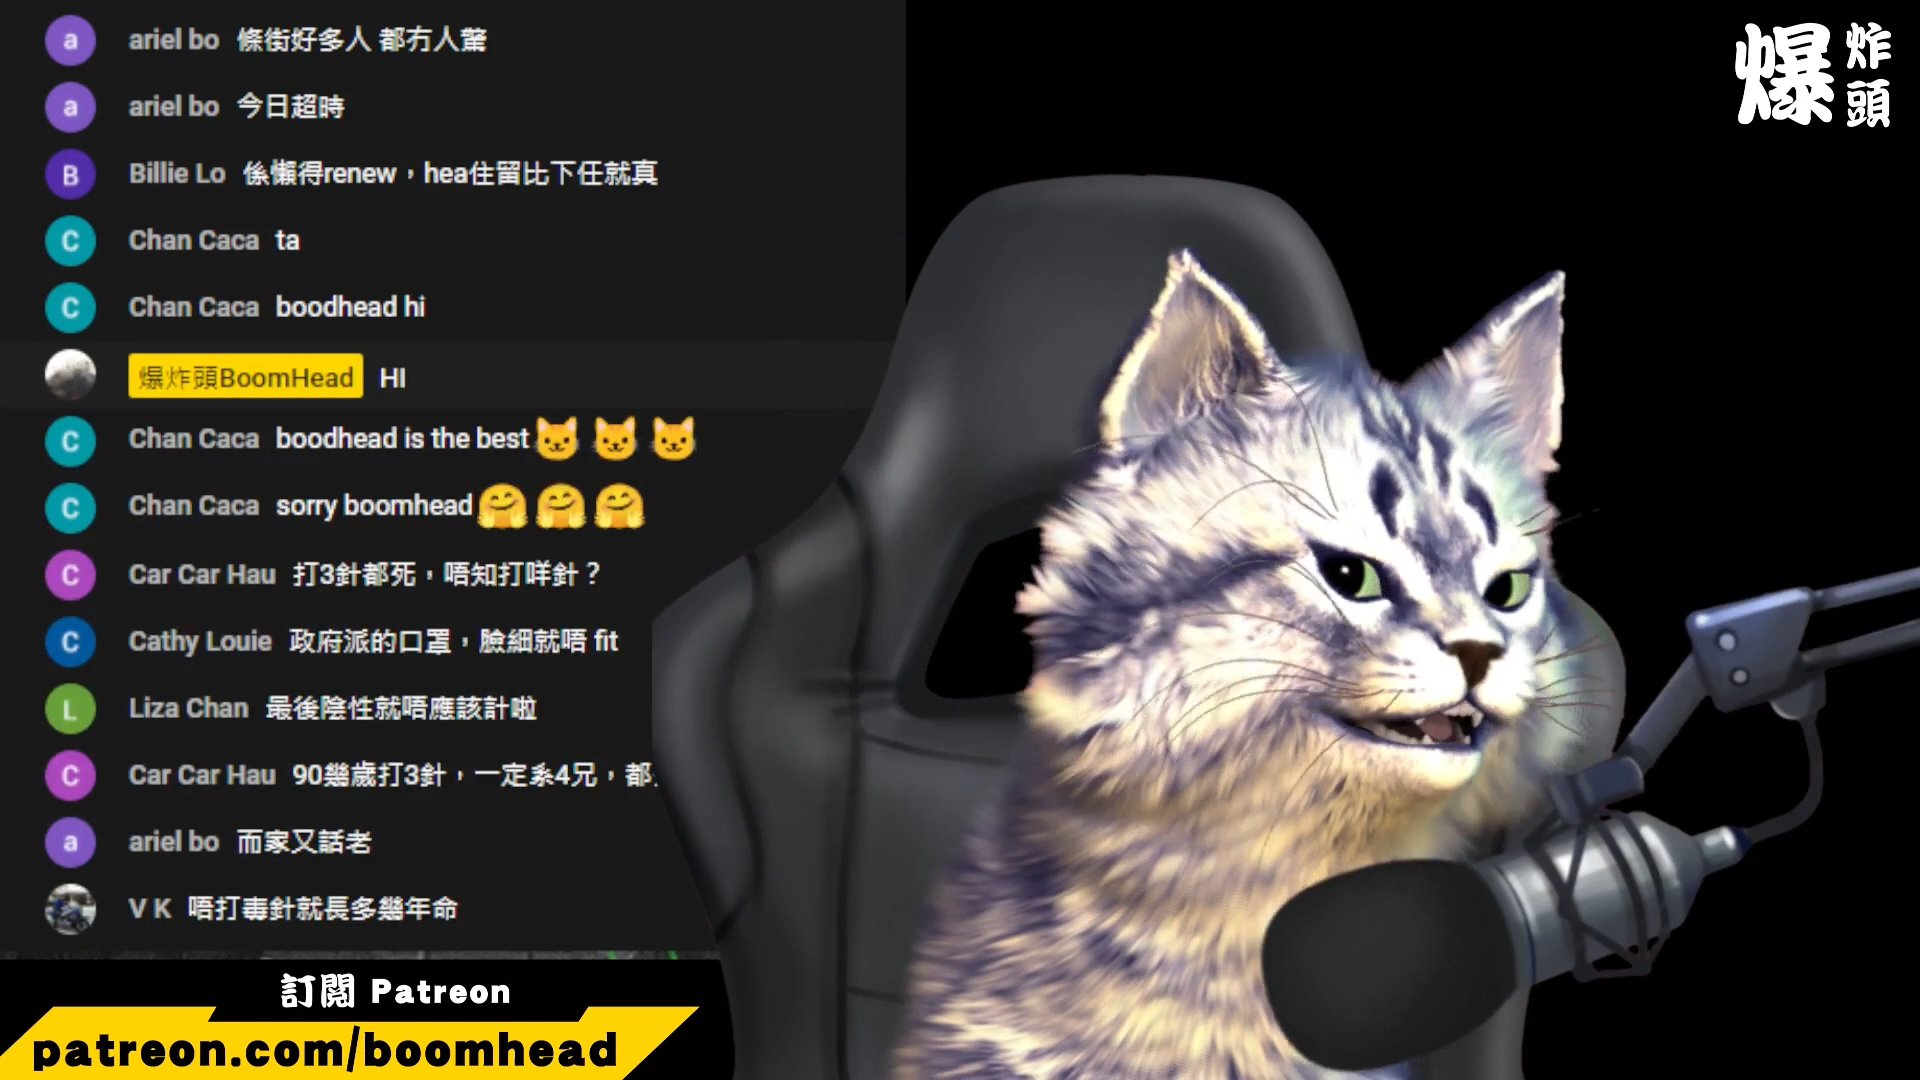 a ariel bo 條街好多人 都冇人驚
a ariel bo 今日超時
B Billie Lo 係懶得renew，hea住留比下任就真
C Chan Caca ta
C Chan Caca boodhead hi
爆炸頭BoomHead HI
C Chan Caca boodhead is the best
C Chan Caca sorry boomhead
C Car Car Hau 打3針都死，唔知打咩針？
C Cathy Louie 政府派的口罩，臉細就唔 fit
L Liza Chan 最後陰性就唔應該計啦
C Car Car Hau 90幾歲打3針，一定系4兄，都
a ariel bo 而家又話老
V K 唔打毒針就長多幾年命
訂閱 Patreon
patreon.com/boomhead
爆炸頭